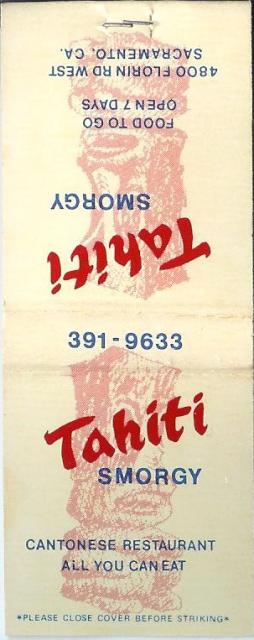 4800 FLORIN RD WEST
SACRAMENTO, CA.
FOOD TO GO
OPEN 7 DAYS
Tahiti
SMORGY
391-9633
Tahiti
SMORGY
CANTONESE RESTAURANT
ALL YOU CAN EAT
*PLEASE CLOSE COVER BEFORE STRIKING*